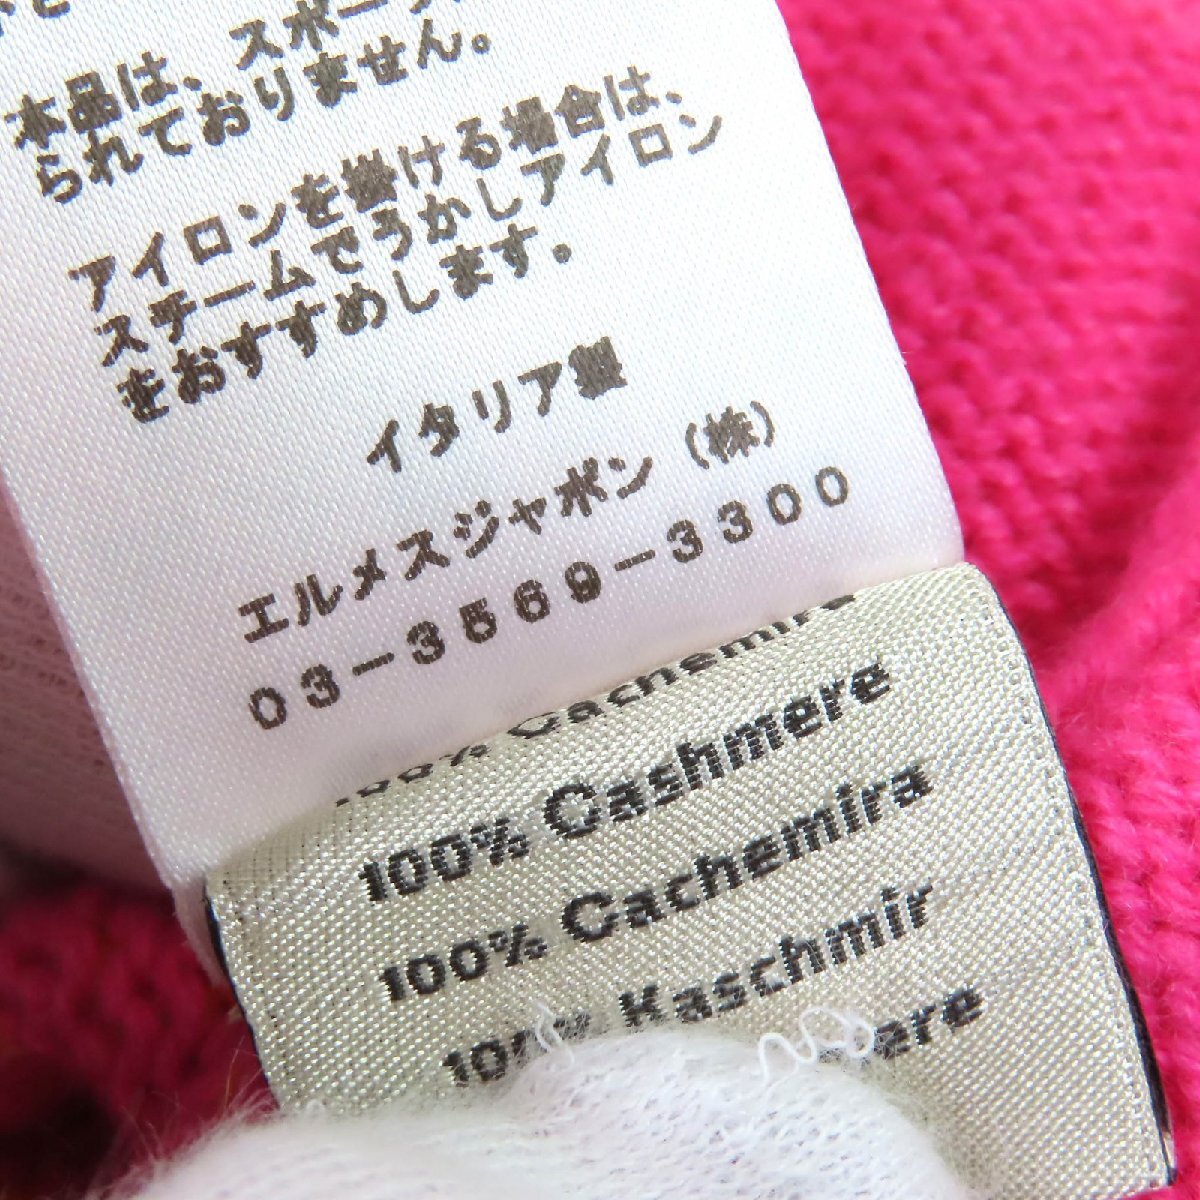 本品は、スポー
られておりません。
アイロンを掛ける場合は、
スチームでうかしアイロン
をおすすめします。
イタリア製
エルメスジャポン（株）
03-3569-3300
100% Cachemira
100% Cashmere
100% Cachemira
100% Kaschmir